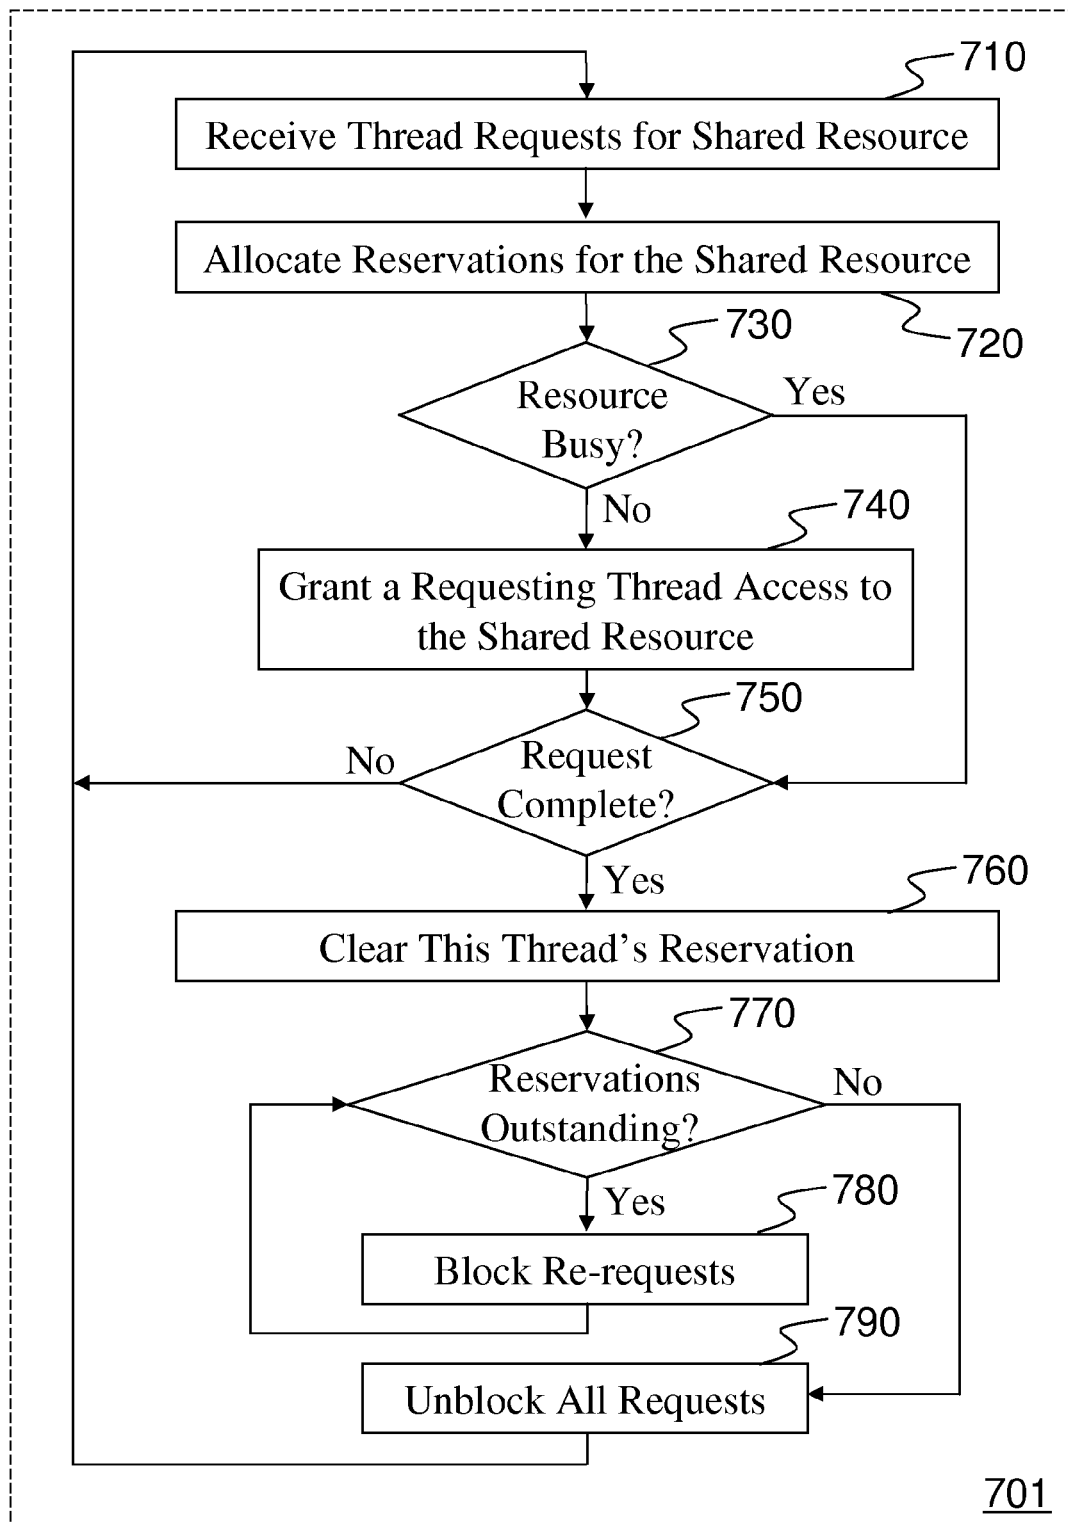 710
Receive Thread Requests for Shared Resource
Allocate Reservations for the Shared Resource
730
720
Resource
Busy?
Yes
No
740
Grant a Requesting Thread Access to
the Shared Resource
750
No
Request
Complete?
Yes
760
Clear This Thread's Reservation
770
Reservations
Outstanding?
No
Yes
780
Block Re-requests
790
Unblock All Requests
701